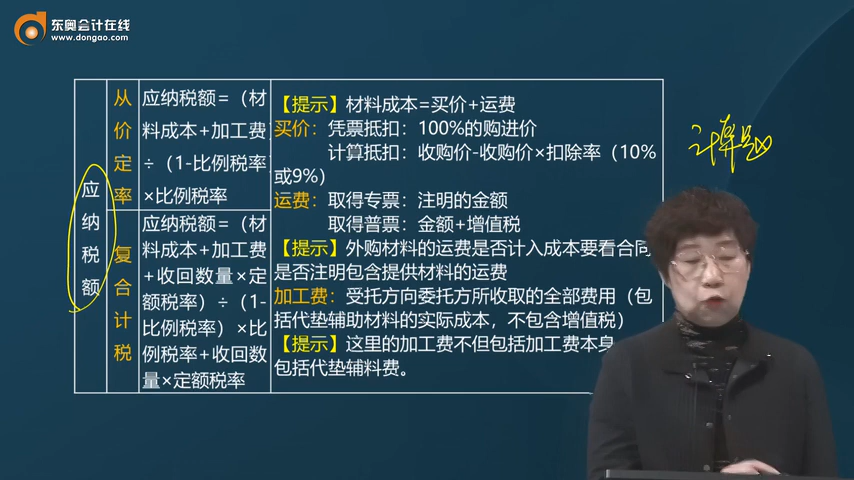 东奥会计在线
www.dongao.com
应纳税额
从价定率
应纳税额=（材
料成本+加工费）
÷（1-比例税率）
×比例税率
复合计税
应纳税额=（材
料成本+加工费
+收回数量×定
额税率）÷（1-
比例税率）×比
例税率+收回数
量×定额税率
【提示】材料成本=买价+运费
买价：凭票抵扣：100%的购进价
计算抵扣：收购价-收购价×扣除率（10%
或9%）
运费：取得专票：注明的金额
取得普票：金额+增值税
【提示】外购材料的运费是否计入成本要看合同
是否注明包含提供材料的运费
加工费：受托方向委托方所收取的全部费用（包
括代垫辅助材料的实际成本，不包含增值税）
【提示】这里的加工费不但包括加工费本身
包括代垫辅料费。
计算题